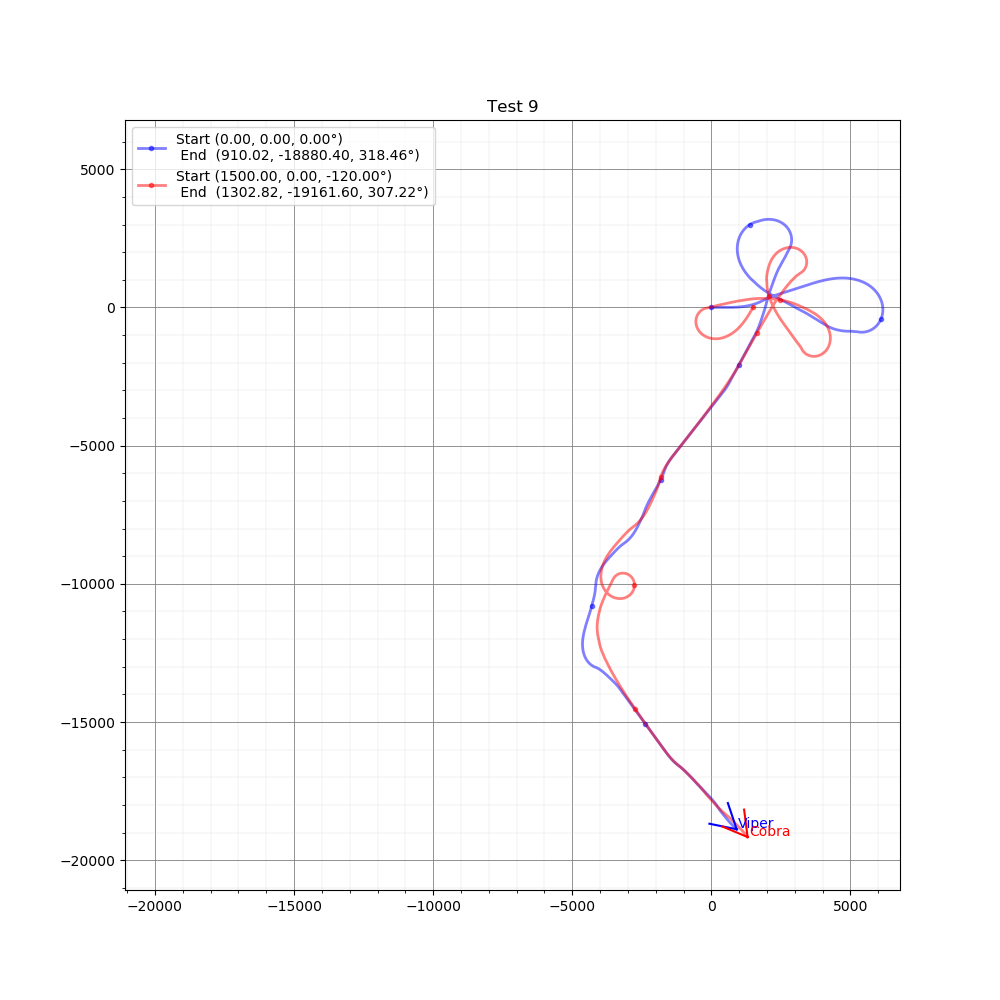 Test 9
Start (0.00, 0.00, 0.00°)
End (910.02, -18880.40, 318.46°)
Start (1500.00, 0.00, -120.00°)
End (1302.82, -19161.60, 307.22°)
5000
0
−5000
−10000
−15000
−20000
Viper
Cobra
−20000
−15000
−10000
−5000
0
5000